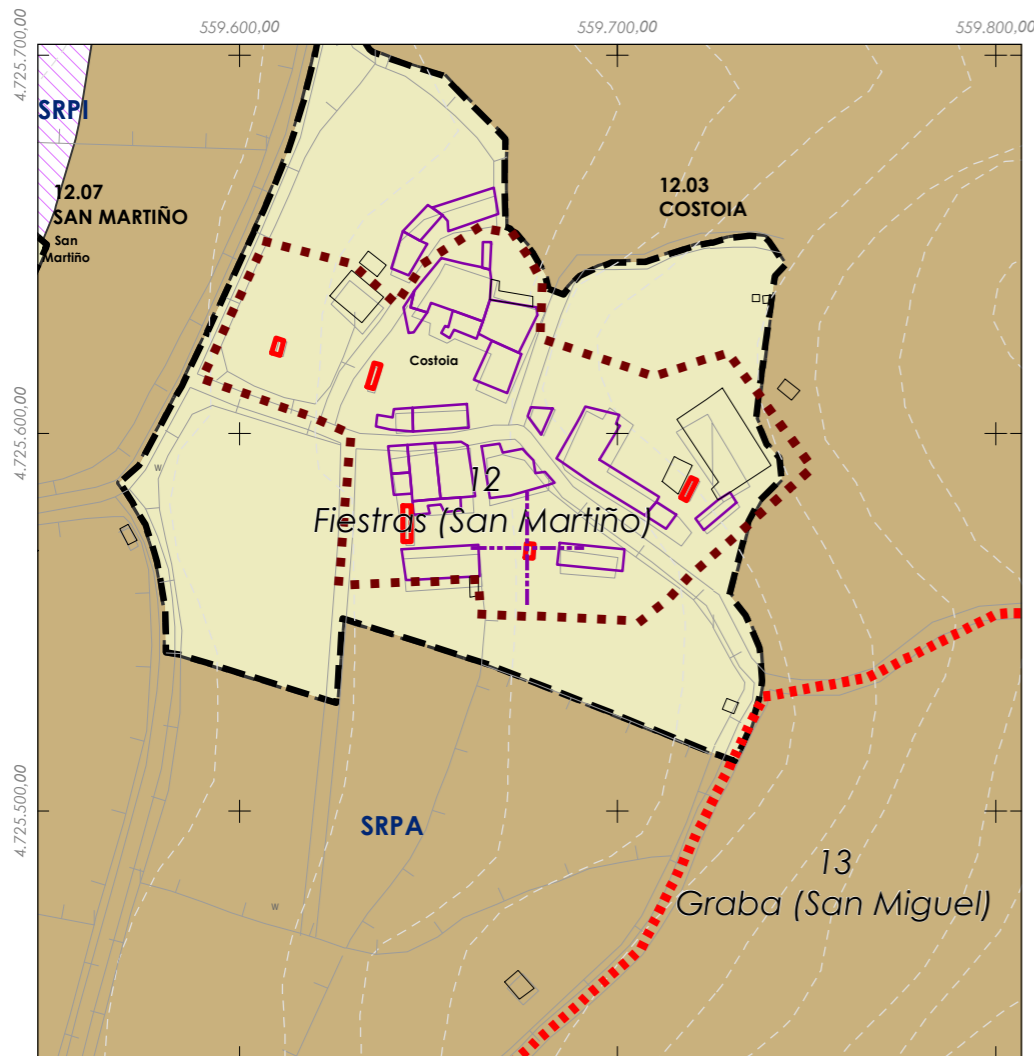 559.600,00
559.700,00
559.800,00
4.725.700,00
SRPI
12.07
SAN MARTIÑO
San
Martiño
12.03
COSTOIA
Costoia
4.725.600,00
W
12
Fiestras (San Martiño)
4.725.500,00
SRPA
13
Graba (San Miguel)
W